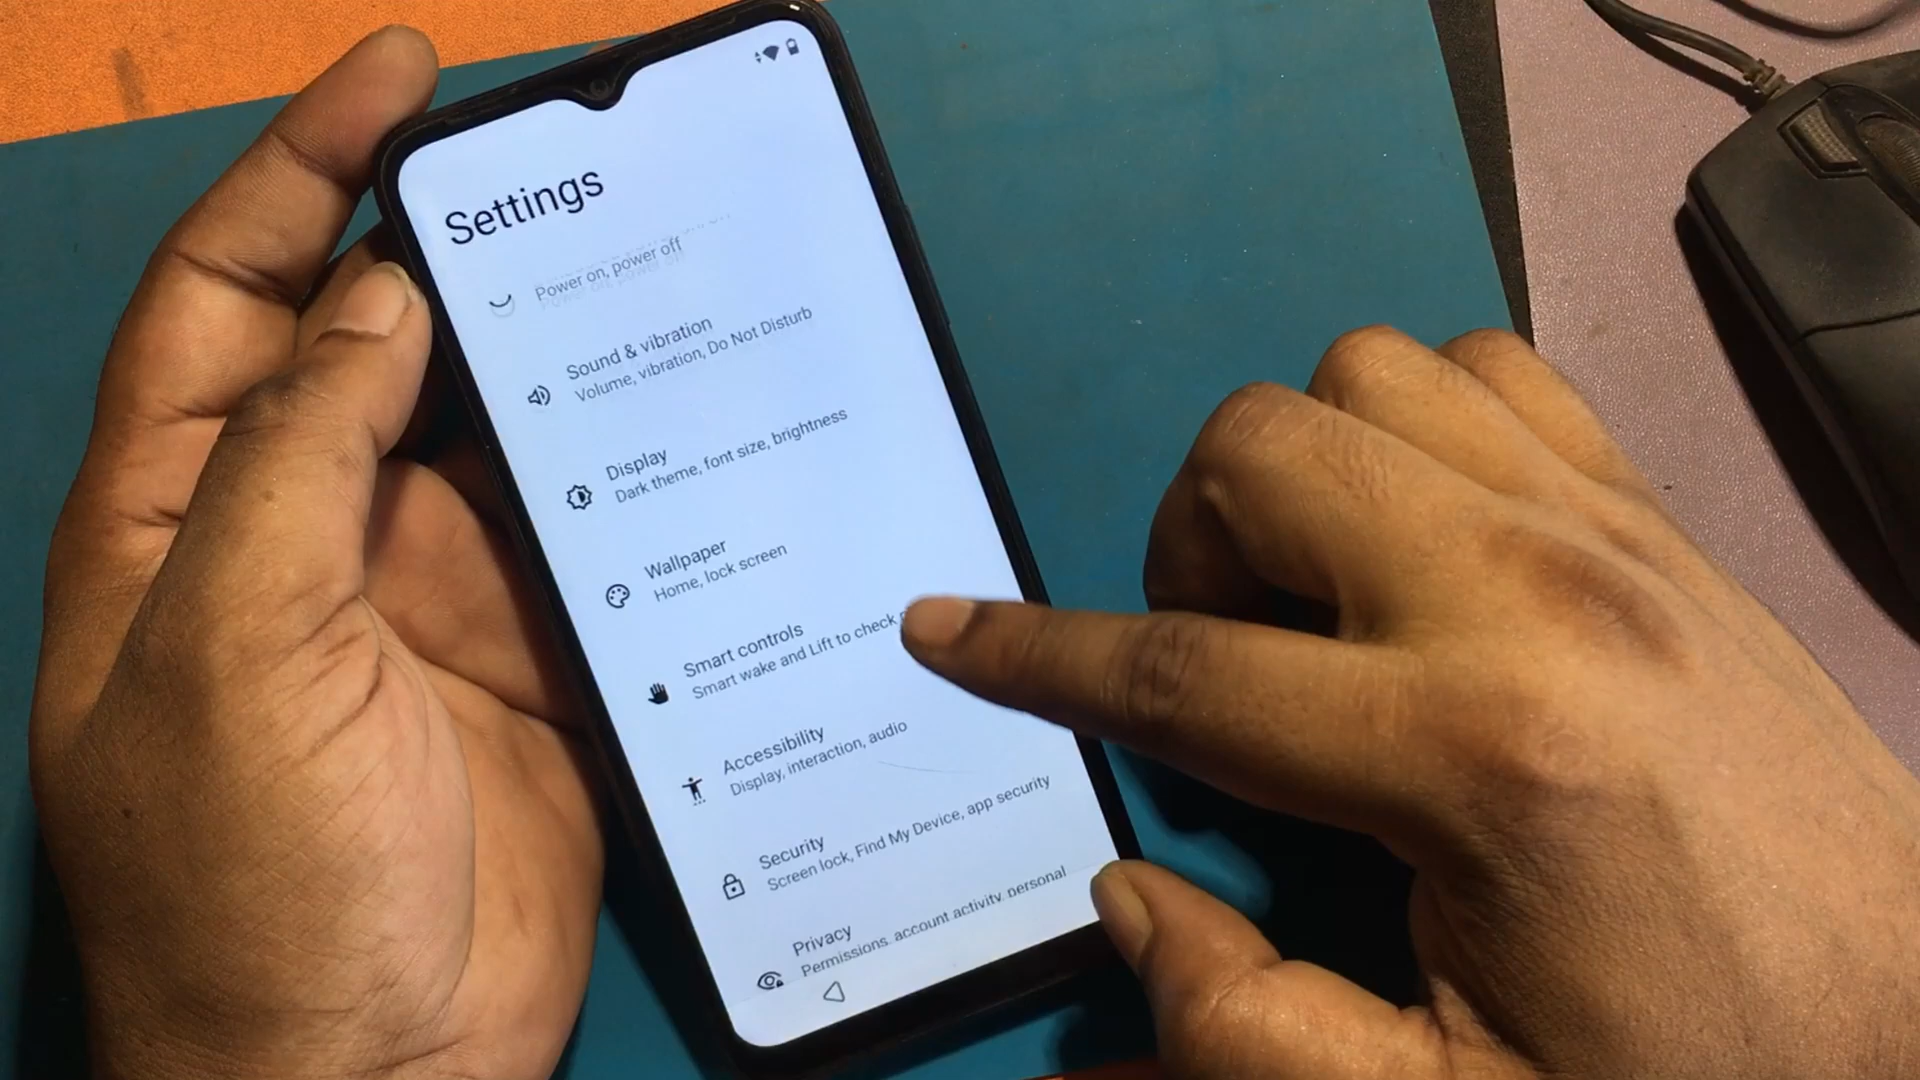 Settings
Power on, power off
Sound & vibration
Volume, vibration, Do Not Disturb
Display
Dark theme, font size, brightness
Wallpaper
Home, lock screen
Smart controls
Smart wake and Lift to check
Accessibility
Display, interaction, audio
Security
Screen lock, Find My Device, app security
Privacy
Permissions, account activity, personal